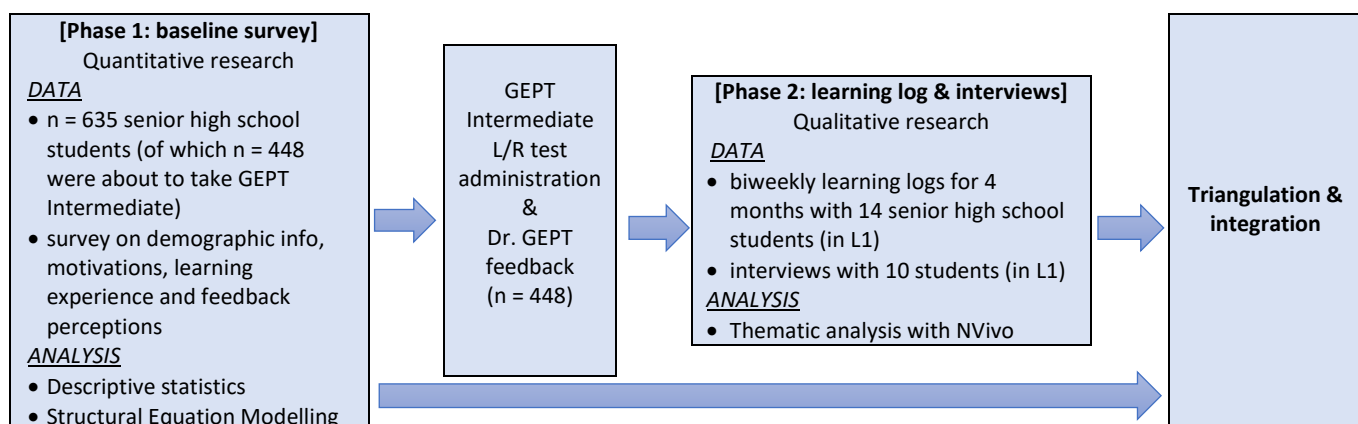 [Phase 1: baseline survey]
Quantitative research
DATA
• n = 635 senior high school
students (of which n = 448
were about to take GEPT
Intermediate)
• survey on demographic info,
motivations, learning
experience and feedback
perceptions
ANALYSIS
• Descriptive statistics
• Structural Equation Modelling
GEPT
Intermediate
L/R test
administration
&
Dr. GEPT
feedback
(n = 448)
[Phase 2: learning log & interviews]
Qualitative research
DATA
• biweekly learning logs for 4
months with 14 senior high school
students (in L1)
• interviews with 10 students (in L1)
ANALYSIS
• Thematic analysis with NVivo
Triangulation &
integration